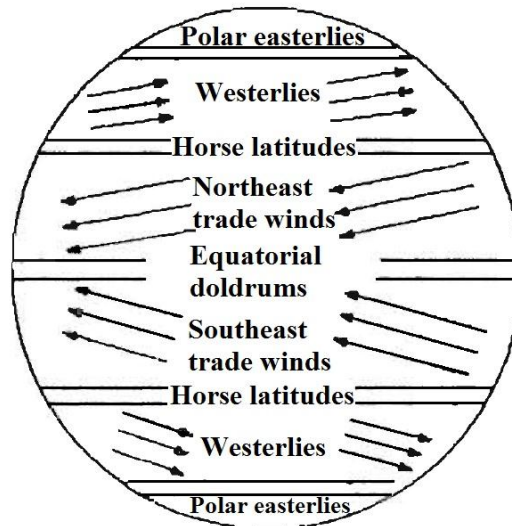 Polar easterlies
Westerlies
Horse latitudes
Northeast
trade winds
Equatorial
doldrums
Southeast
trade winds
Horse latitudes
Westerlies
Polar easterlies